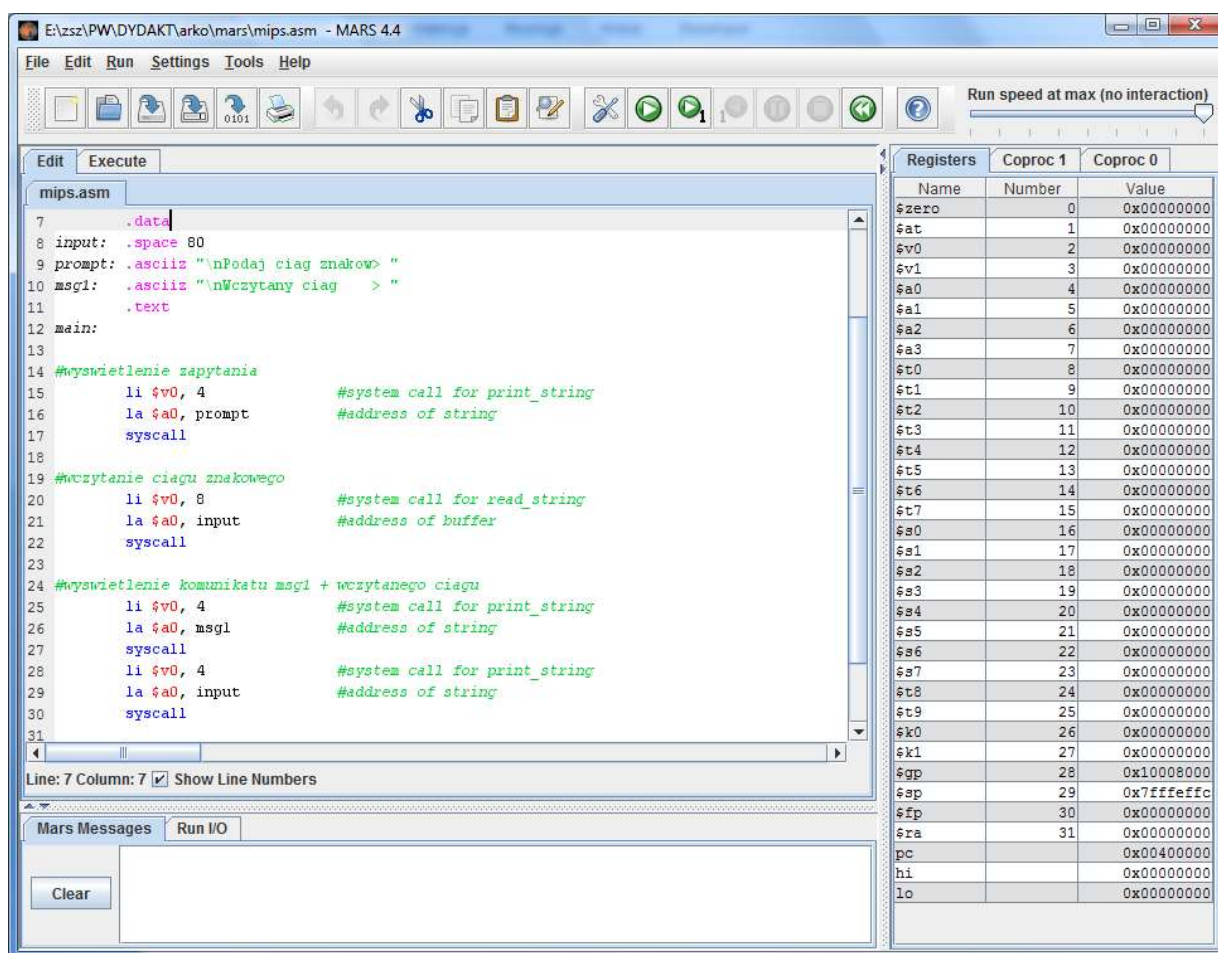 E:\zsz\PW\DYDAKT\arko\mars\mips.asm - MARS 4.4
File Edit Run Settings Tools Help
Run speed at max (no interaction)
Edit Execute
mips.asm
7 .data
8 input: .space 80
9 prompt: .asciiz "\nPodaj ciag znakow> "
10 msg1: .asciiz "\nWczytany ciag    > "
11 .text
12 main:
13
14 #wyswietlenie zapytania
15 li $v0, 4 #system call for print_string
16 la $a0, prompt #address of string
17 syscall
18
19 #wczytanie ciagu znakowego
20 li $v0, 8 #system call for read_string
21 la $a0, input #address of buffer
22 syscall
23
24 #wyswietlenie komunikatu msg1 + wczytanego ciagu
25 li $v0, 4 #system call for print_string
26 la $a0, msg1 #address of string
27 syscall
28 li $v0, 4 #system call for print_string
29 la $a0, input #address of string
30 syscall
31
Line: 7 Column: 7 Show Line Numbers
Mars Messages Run I/O
Clear
Registers Coproc 1 Coproc 0
Name Number Value
$zero 0 0x00000000
$at 1 0x00000000
$v0 2 0x00000000
$v1 3 0x00000000
$a0 4 0x00000000
$a1 5 0x00000000
$a2 6 0x00000000
$a3 7 0x00000000
$t0 8 0x00000000
$t1 9 0x00000000
$t2 10 0x00000000
$t3 11 0x00000000
$t4 12 0x00000000
$t5 13 0x00000000
$t6 14 0x00000000
$t7 15 0x00000000
$s0 16 0x00000000
$s1 17 0x00000000
$s2 18 0x00000000
$s3 19 0x00000000
$s4 20 0x00000000
$s5 21 0x00000000
$s6 22 0x00000000
$s7 23 0x00000000
$t8 24 0x00000000
$t9 25 0x00000000
$k0 26 0x00000000
$k1 27 0x00000000
$gp 28 0x10008000
$sp 29 0x7fffeffc
$fp 30 0x00000000
$ra 31 0x00000000
pc 0x00400000
hi 0x00000000
lo 0x00000000